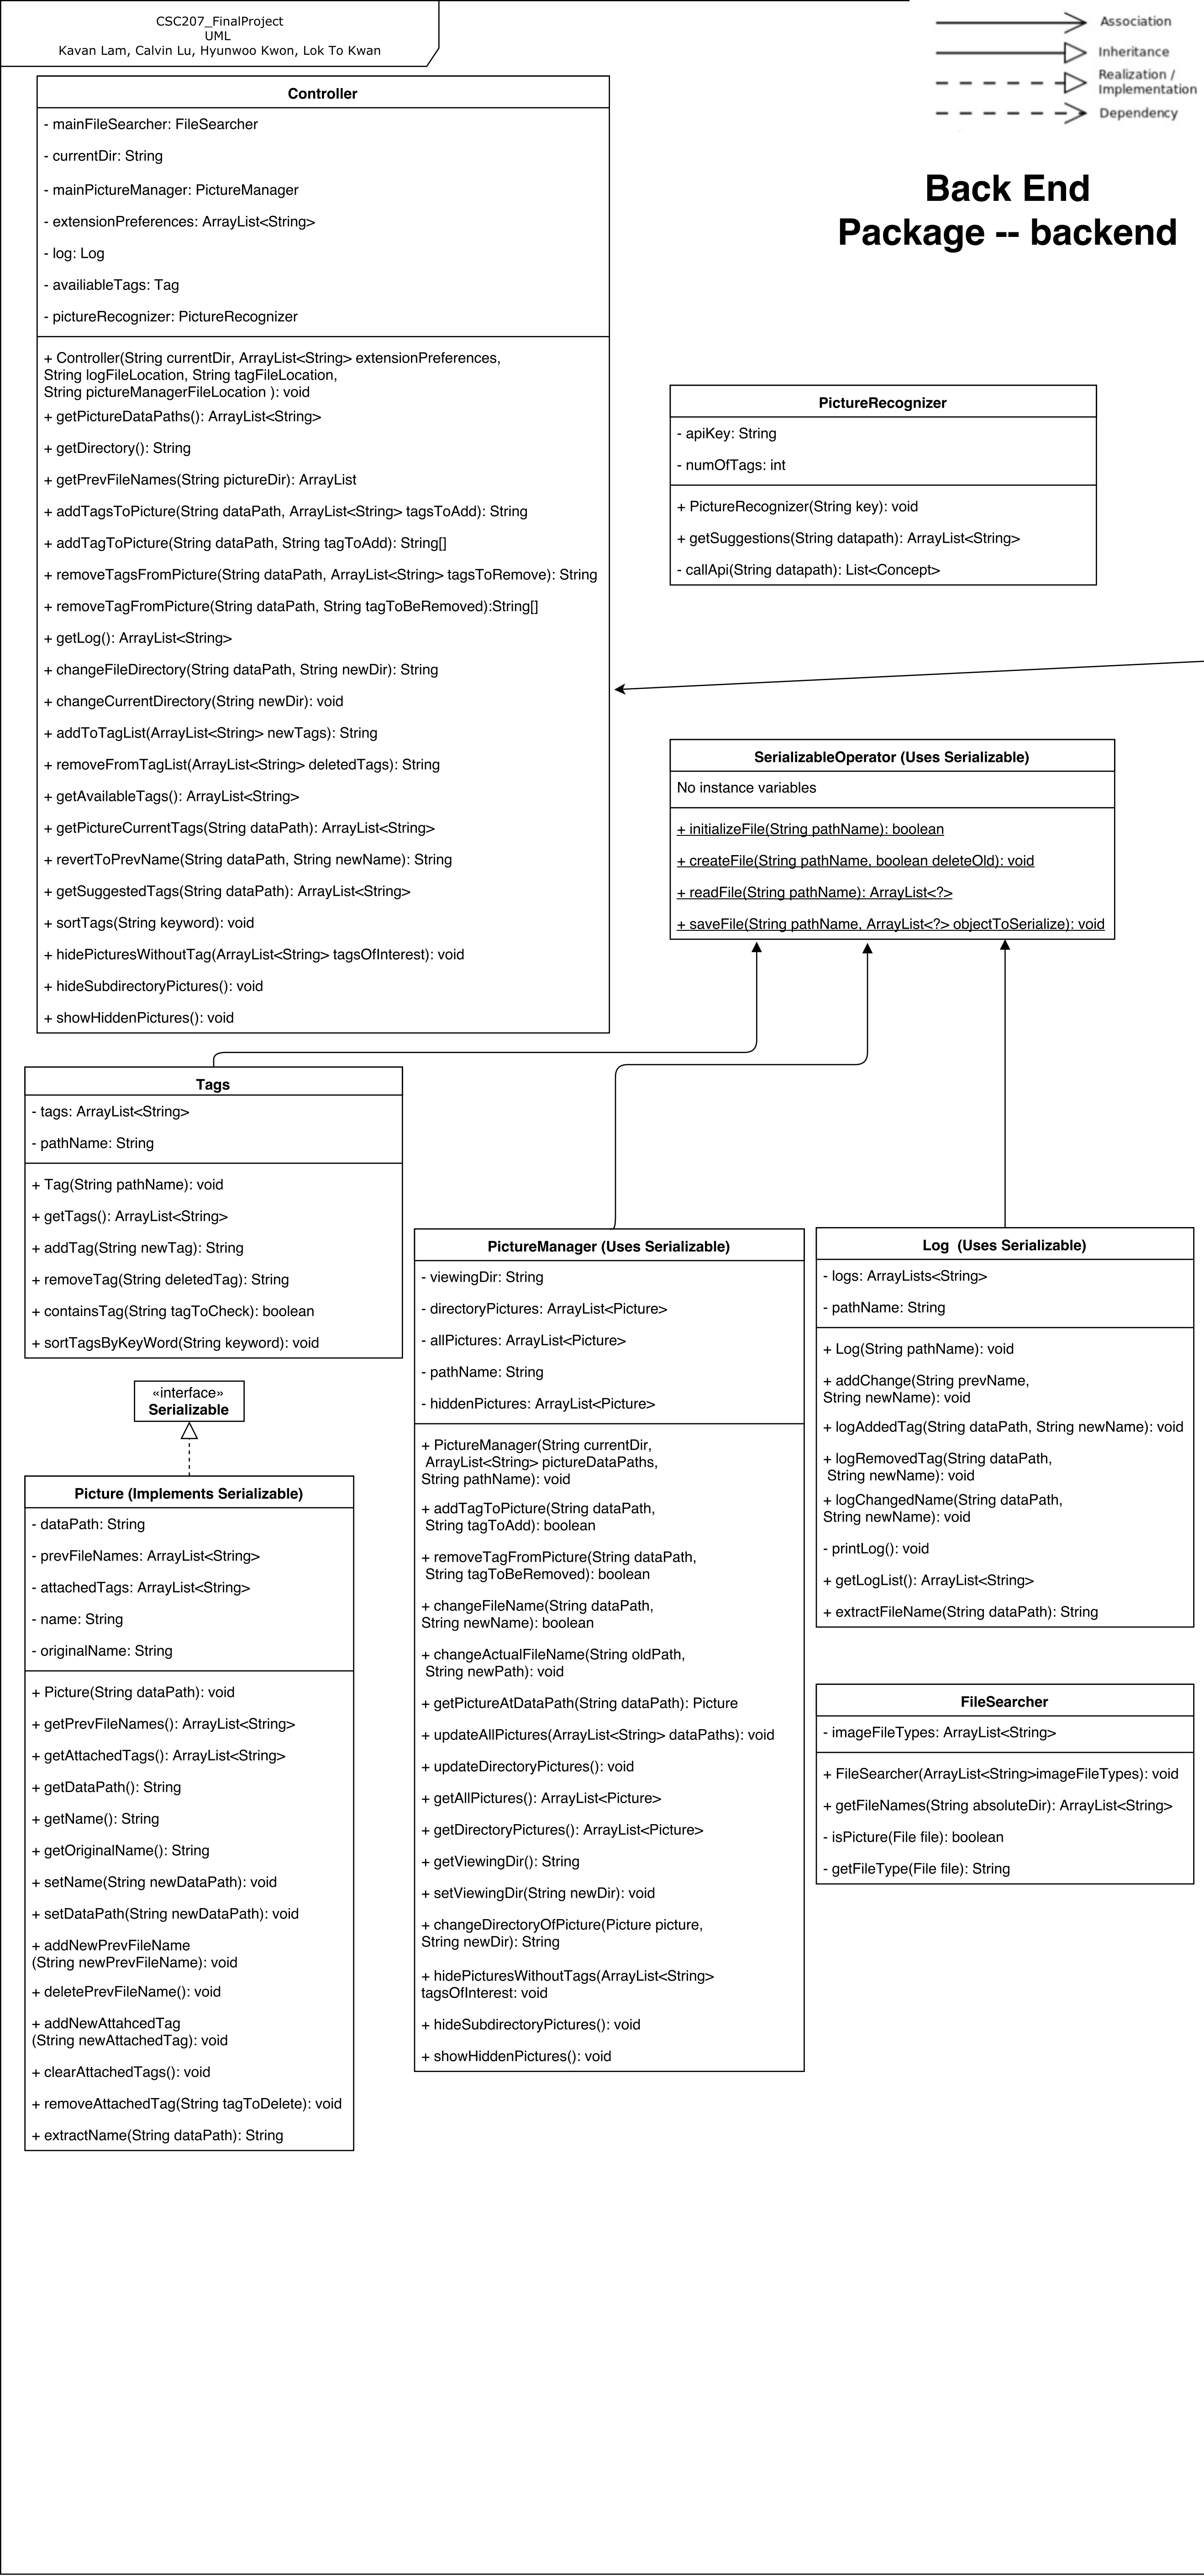 CSC207_FinalProject
UML
Kavan Lam, Calvin Lu, Hyunwoo Kwon, Lok To Kwan
Association
Inheritance
Realization /
Implementation
Dependency
Back End
Package -- backend
Controller
- mainFileSearcher: FileSearcher
- currentDir: String
- mainPictureManager: PictureManager
- extensionPreferences: ArrayList<String>
- log: Log
- availiableTags: Tag
- pictureRecognizer: PictureRecognizer
+ Controller(String currentDir, ArrayList<String> extensionPreferences,
String logFileLocation, String tagFileLocation,
String pictureManagerFileLocation ): void
+ getPictureDataPaths(): ArrayList<String>
+ getDirectory(): String
+ getPrevFileNames(String pictureDir): ArrayList
+ addTagsToPicture(String dataPath, ArrayList<String> tagsToAdd): String
+ addTagToPicture(String dataPath, String tagToAdd): String[]
+ removeTagsFromPicture(String dataPath, ArrayList<String> tagsToRemove): String
+ removeTagFromPicture(String dataPath, String tagToBeRemoved):String[]
+ getLog(): ArrayList<String>
+ changeFileDirectory(String dataPath, String newDir): String
+ changeCurrentDirectory(String newDir): void
+ addToTagList(ArrayList<String> newTags): String
+ removeFromTagList(ArrayList<String> deletedTags): String
+ getAvailableTags(): ArrayList<String>
+ getPictureCurrentTags(String dataPath): ArrayList<String>
+ revertToPrevName(String dataPath, String newName): String
+ getSuggestedTags(String dataPath): ArrayList<String>
+ sortTags(String keyword): void
+ hidePicturesWithoutTag(ArrayList<String> tagsOfInterest): void
+ hideSubdirectoryPictures(): void
+ showHiddenPictures(): void
PictureRecognizer
- apiKey: String
- numOfTags: int
+ PictureRecognizer(String key): void
+ getSuggestions(String datapath): ArrayList<String>
- callApi(String datapath): List<Concept>
SerializableOperator (Uses Serializable)
No instance variables
+ initializeFile(String pathName): boolean
+ createFile(String pathName, boolean deleteOld): void
+ readFile(String pathName): ArrayList<?>
+ saveFile(String pathName, ArrayList<?> objectToSerialize): void
Tags
- tags: ArrayList<String>
- pathName: String
+ Tag(String pathName): void
+ getTags(): ArrayList<String>
+ addTag(String newTag): String
+ removeTag(String deletedTag): String
+ containsTag(String tagToCheck): boolean
+ sortTagsByKeyWord(String keyword): void
«interface»
Serializable
Picture (Implements Serializable)
- dataPath: String
- prevFileNames: ArrayList<String>
- attachedTags: ArrayList<String>
- name: String
- originalName: String
+ Picture(String dataPath): void
+ getPrevFileNames(): ArrayList<String>
+ getAttachedTags(): ArrayList<String>
+ getDataPath(): String
+ getName(): String
+ getOriginalName(): String
+ setName(String newDataPath): void
+ setDataPath(String newDataPath): void
+ addNewPrevFileName
(String newPrevFileName): void
+ deletePrevFileName(): void
+ addNewAttahcedTag
(String newAttachedTag): void
+ clearAttachedTags(): void
+ removeAttachedTag(String tagToDelete): void
+ extractName(String dataPath): String
PictureManager (Uses Serializable)
- viewingDir: String
- directoryPictures: ArrayList<Picture>
- allPictures: ArrayList<Picture>
- pathName: String
- hiddenPictures: ArrayList<Picture>
+ PictureManager(String currentDir,
ArrayList<String> pictureDataPaths,
String pathName): void
+ addTagToPicture(String dataPath,
String tagToAdd): boolean
+ removeTagFromPicture(String dataPath,
String tagToBeRemoved): boolean
+ changeFileName(String dataPath,
String newName): boolean
+ changeActualFileName(String oldPath,
String newPath): void
+ getPictureAtDataPath(String dataPath): Picture
+ updateAllPictures(ArrayList<String> dataPaths): void
+ updateDirectoryPictures(): void
+ getAllPictures(): ArrayList<Picture>
+ getDirectoryPictures(): ArrayList<Picture>
+ getViewingDir(): String
+ setViewingDir(String newDir): void
+ changeDirectoryOfPicture(Picture picture,
String newDir): String
+ hidePicturesWithoutTags(ArrayList<String>
tagsOfInterest: void
+ hideSubdirectoryPictures(): void
+ showHiddenPictures(): void
Log (Uses Serializable)
- logs: ArrayLists<String>
- pathName: String
+ Log(String pathName): void
+ addChange(String prevName,
String newName): void
+ logAddedTag(String dataPath, String newName): void
+ logRemovedTag(String dataPath,
String newName): void
+ logChangedName(String dataPath,
String newName): void
- printLog(): void
+ getLogList(): ArrayList<String>
+ extractFileName(String dataPath): String
FileSearcher
- imageFileTypes: ArrayList<String>
+ FileSearcher(ArrayList<String>imageFileTypes): void
+ getFileNames(String absoluteDir): ArrayList<String>
- isPicture(File file): boolean
- getFileType(File file): String